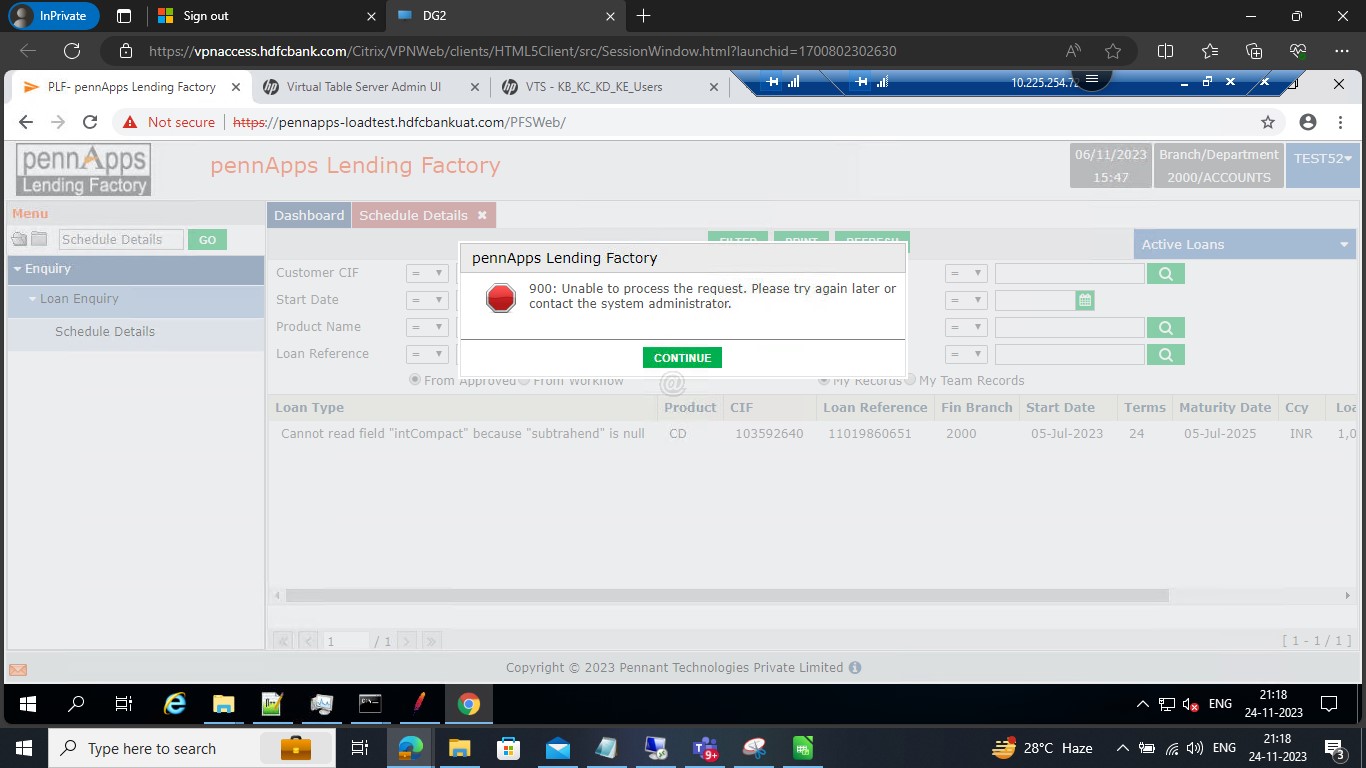 InPrivate
Sign out
DG2
https://vpnaccess.hdfcbank.com/Citrix/VPNWeb/clients/HTML5Client/src/SessionWindow.html?launchid=1700802302630
PLF- pennApps Lending Factory
Virtual Table Server Admin UI
VTS - KB_KC_KD_KE_Users
Not secure
https://pennapps-loadtest.hdfcbankuat.com/PFSWeb/
pennApps
Lending Factory
pennApps Lending Factory
06/11/2023
15:47
Branch/Department
2000/ACCOUNTS
TEST52
Menu
Schedule Details
GO
Dashboard
Schedule Details
FILTER
PRINT
REFRESH
Active Loans
Enquiry
Loan Enquiry
Schedule Details
Customer CIF =
=
Start Date =
=
Product Name =
=
Loan Reference =
=
pennApps Lending Factory
900: Unable to process the request. Please try again later or
contact the system administrator.
CONTINUE
From Approved From Workflow
@
My Records My Team Records
Loan Type Product CIF Loan Reference Fin Branch Start Date Terms Maturity Date Ccy Loa
Cannot read field "intCompact" because "subtrahend" is null CD 103592640 11019860651 2000 05-Jul-2023 24 05-Jul-2025 INR 1,0
1 / 1
[ 1 - 1 / 1 ]
Copyright © 2023 Pennant Technologies Private Limited
ENG
21:18
24-11-2023
Type here to search
9+
28°C Haze
ENG
21:18
24-11-2023
3